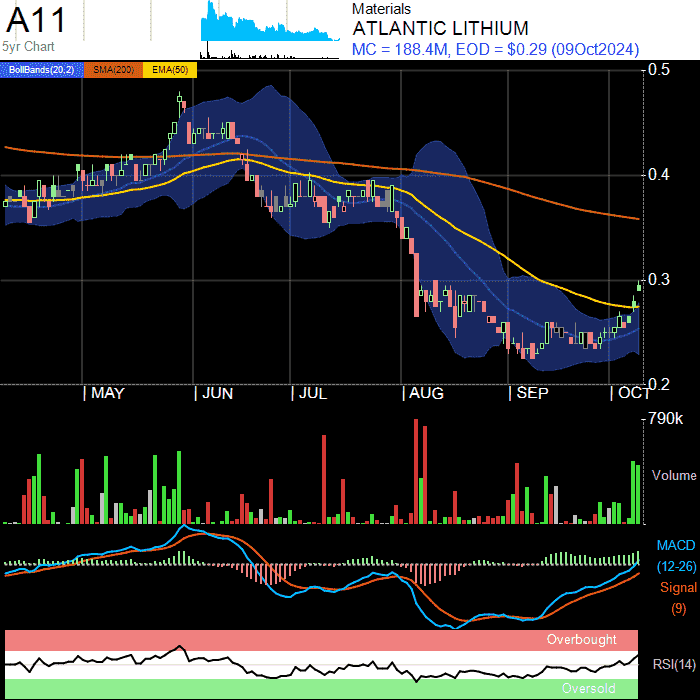 A11
5yr Chart
Materials
ATLANTIC LITHIUM
MC = 188.4M, EOD = $0.29 (09Oct2024)
BollBands(20,2) SMA(200) EMA(50)
0.5
0.4
0.3
0.2
MAY JUN JUL AUG SEP OCT
790k
Volume
MACD
(12-26)
Signal
(9)
Overbought
RSI(14)
Oversold